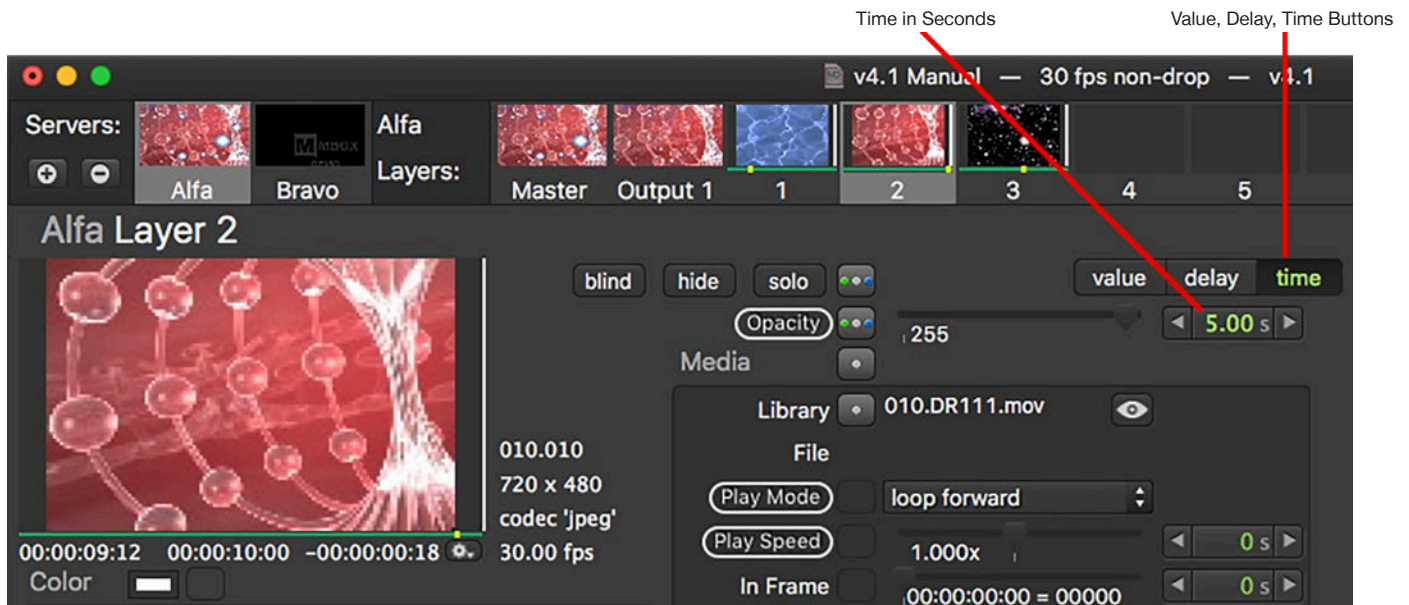 Time in Seconds
Value, Delay, Time Buttons
v4.1 Manual — 30 fps non-drop — v4.1
Servers:
MBOX
Alfa
Layers:
Alfa
Bravo
Master
Output 1
1
2
3
4
5
Alfa Layer 2
blind
hide
solo
value
delay
time
Opacity
255
5.00 s
Media
Library
010.DR111.mov
File
010.010
720 x 480
codec 'jpeg'
30.00 fps
Play Mode
loop forward
Play Speed
1.000x
0 s
00:00:09:12
00:00:10:00
-00:00:00:18
Color
In Frame
00:00:00:00 = 00000
0 s